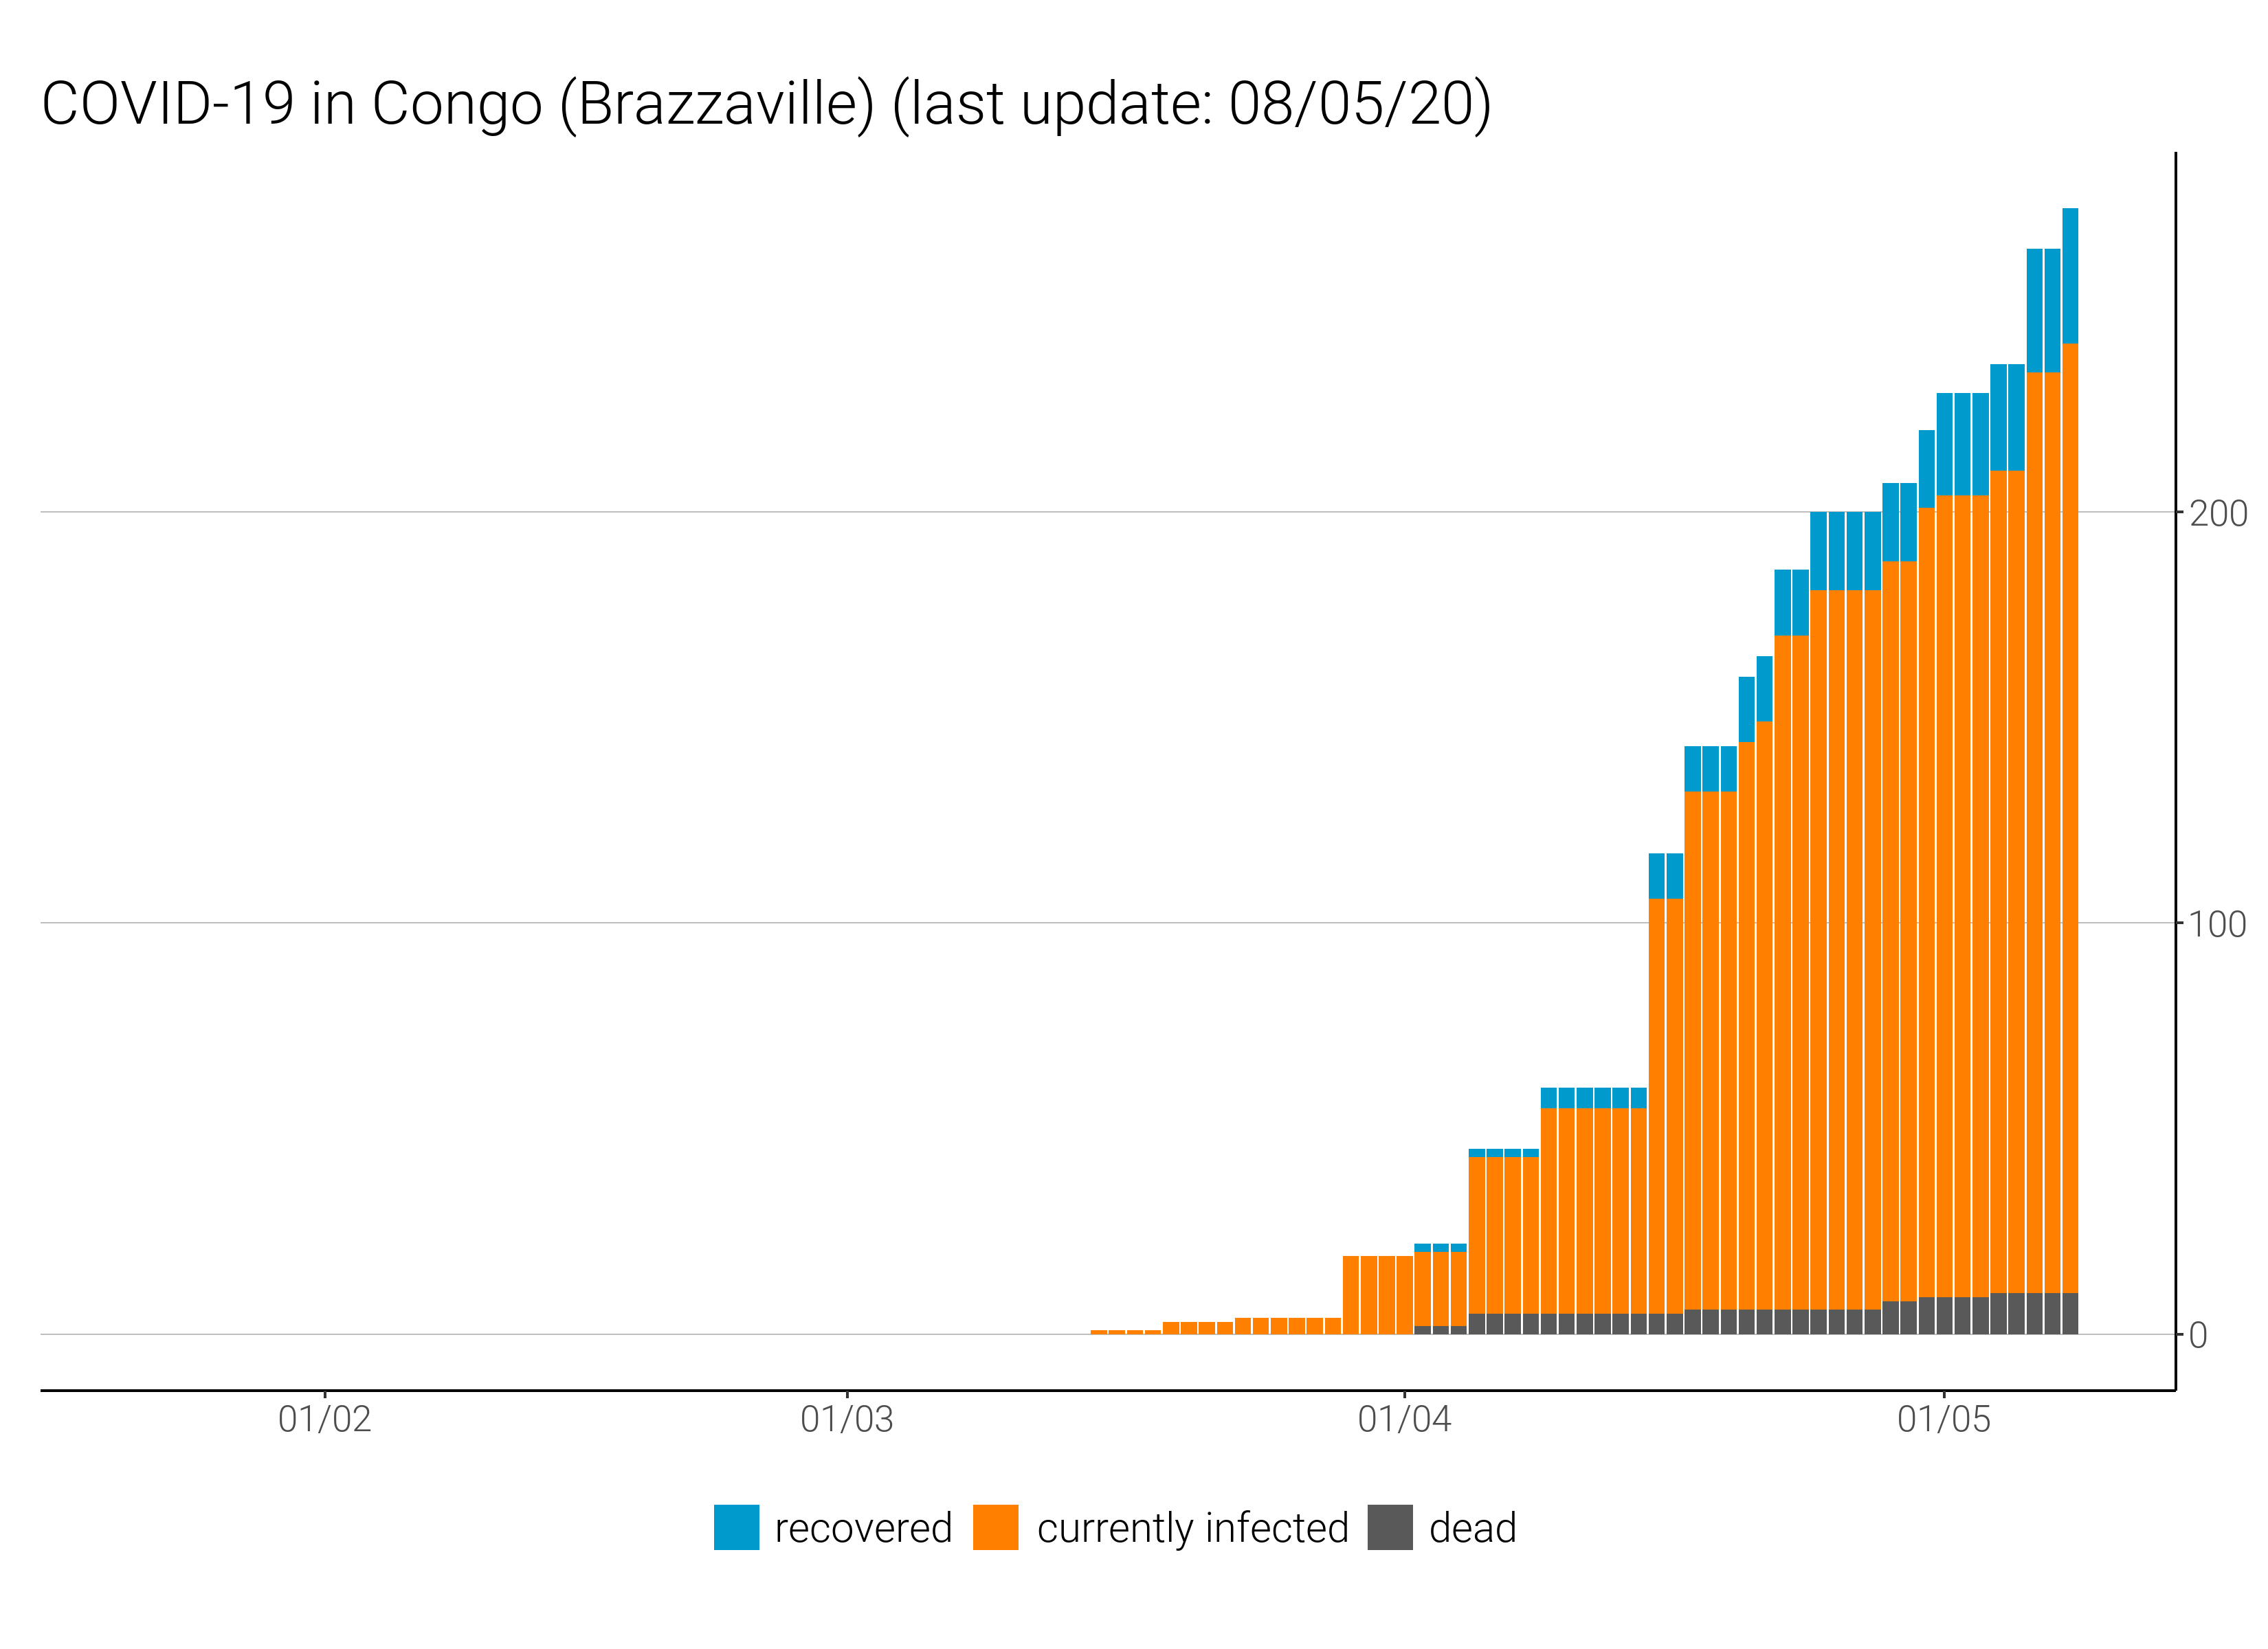 COVID-19 in Congo (Brazzaville) (last update: 08/05/20)
200
100
0
01/02 01/03 01/04 01/05
recovered currently infected dead